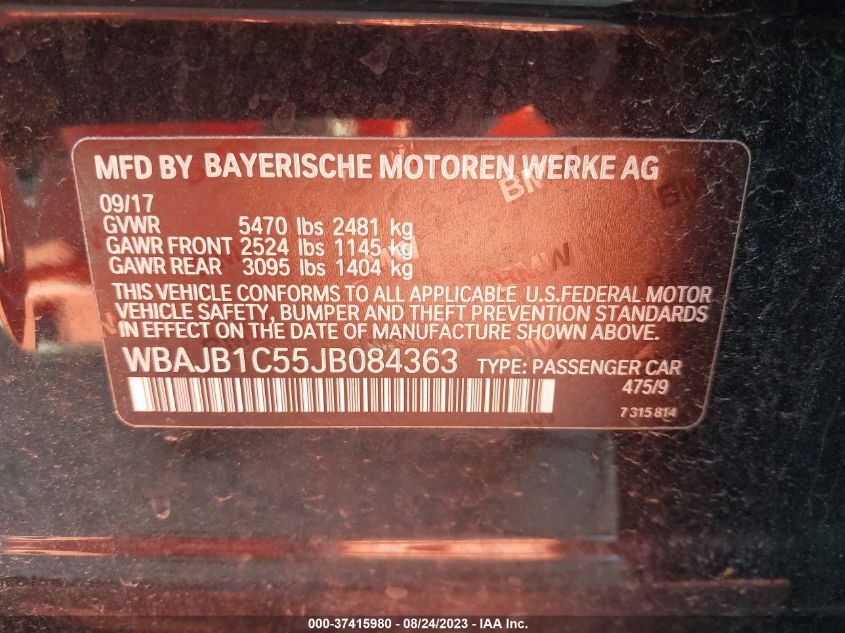 MFD BY BAYERISCHE MOTOREN WERKE AG
09/17
GVWR 5470 lbs 2481 kg
GAWR FRONT 2524 lbs 1145 kg
GAWR REAR 3095 lbs 1404 kg
THIS VEHICLE CONFORMS TO ALL APPLICABLE U.S.FEDERAL MOTOR
VEHICLE SAFETY, BUMPER AND THEFT PREVENTION STANDARDS
IN EFFECT ON THE DATE OF MANUFACTURE SHOWN ABOVE.
WBAJB1C55JB084363 TYPE: PASSENGER CAR
475/9
7 315 814
000-37415980 - 08/24/2023 - IAA Inc.